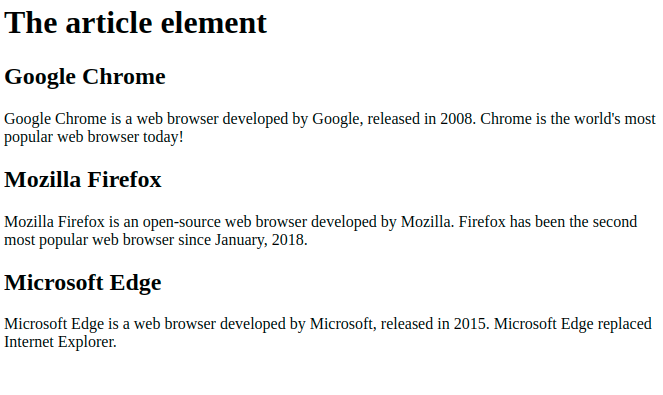 The article element
Google Chrome
Google Chrome is a web browser developed by Google, released in 2008. Chrome is the world's most
popular web browser today!
Mozilla Firefox
Mozilla Firefox is an open-source web browser developed by Mozilla. Firefox has been the second
most popular web browser since January, 2018.
Microsoft Edge
Microsoft Edge is a web browser developed by Microsoft, released in 2015. Microsoft Edge replaced
Internet Explorer.